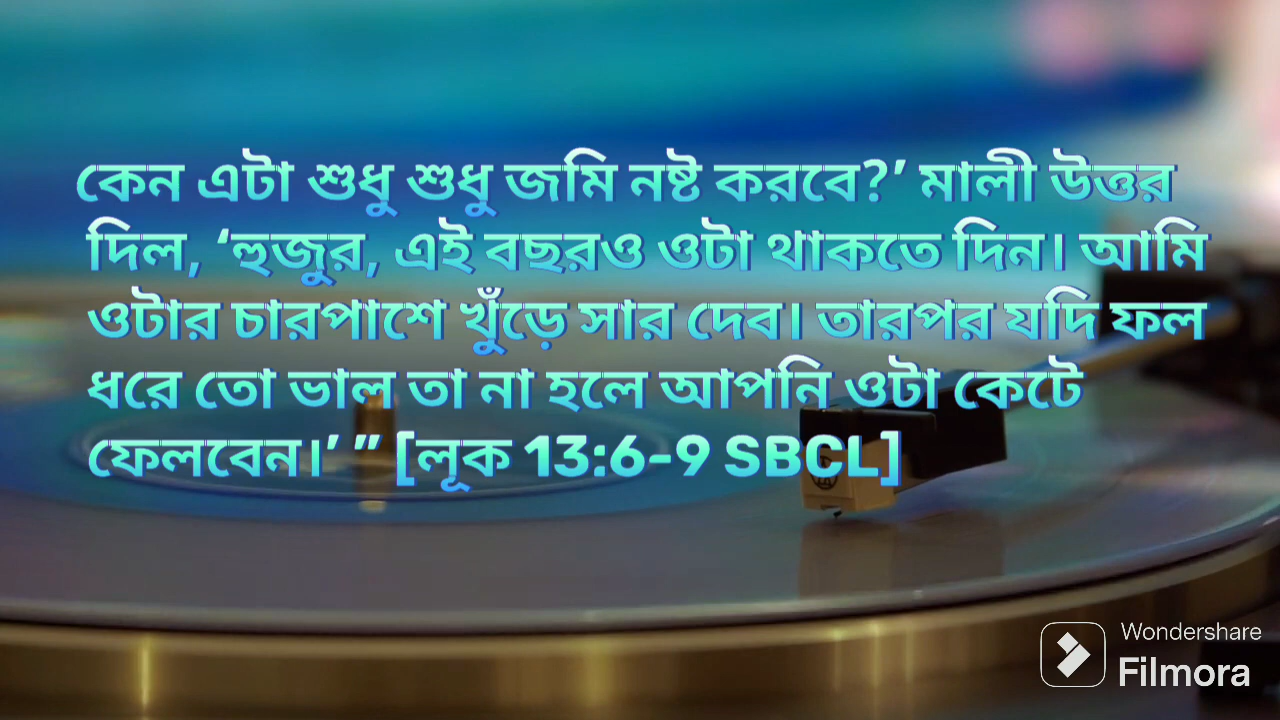 কেন এটা শুধু শুধু জমি নষ্ট করবে?’ মালী উত্তর
দিল, ‘হুজুর, এই বছরও ওটা থাকতে দিন। আমি
ওটার চারপাশে খুঁড়ে সার দেব। তারপর যদি ফল
ধরে তো ভাল তা না হলে আপনি ওটা কেটে
ফেলবেন।’ ” [লূক 13:6-9 SBCL]
Wondershare
Filmora